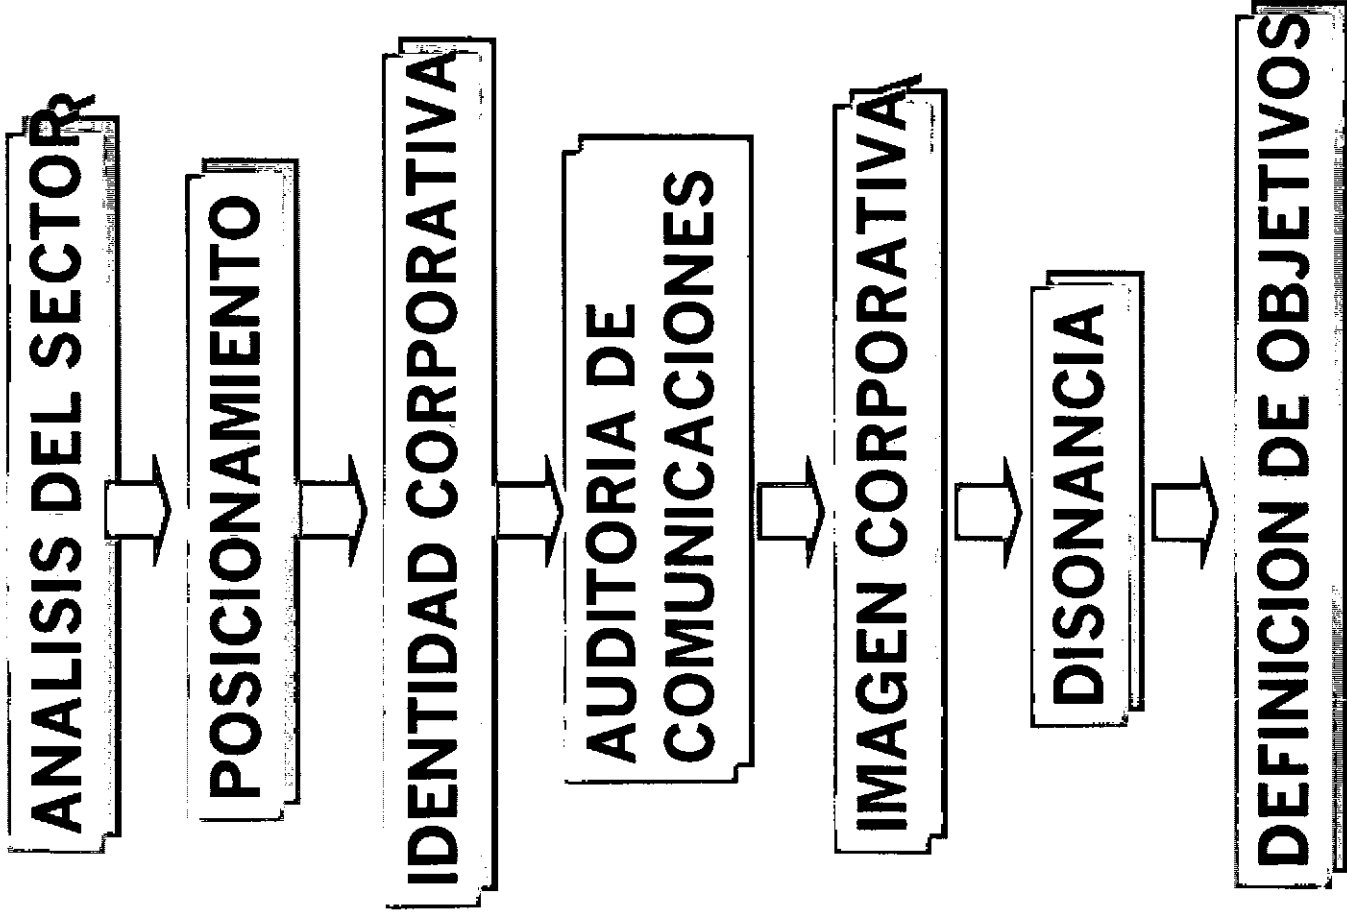 ANALISIS DEL SECTOR
POSICIONAMIENTO
IDENTIDAD CORPORATIVA
AUDITORIA DE
COMUNICACIONES
IMAGEN CORPORATIVA
DISONANCIA
DEFINICION DE OBJETIVOS